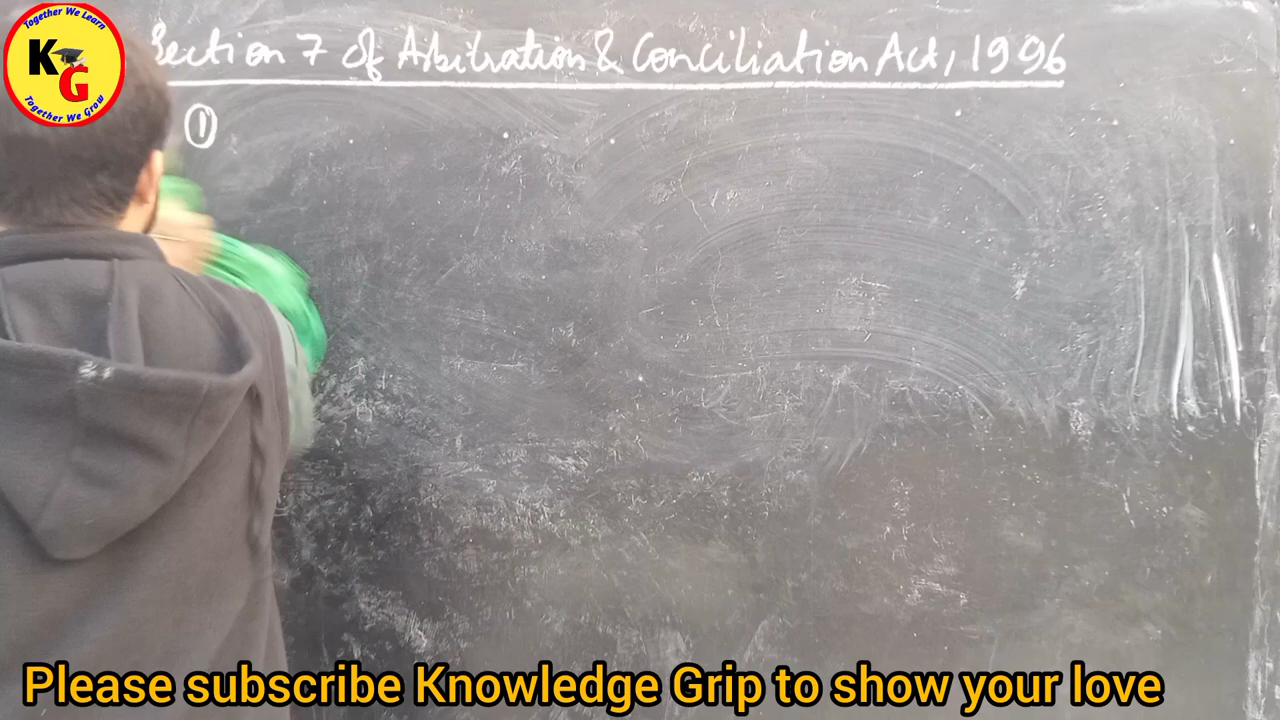 Together We Learn
KG
Together We Grow
Section 7 Of Arbitration & Conciliation Act, 1996
①
Please subscribe Knowledge Grip to show your love